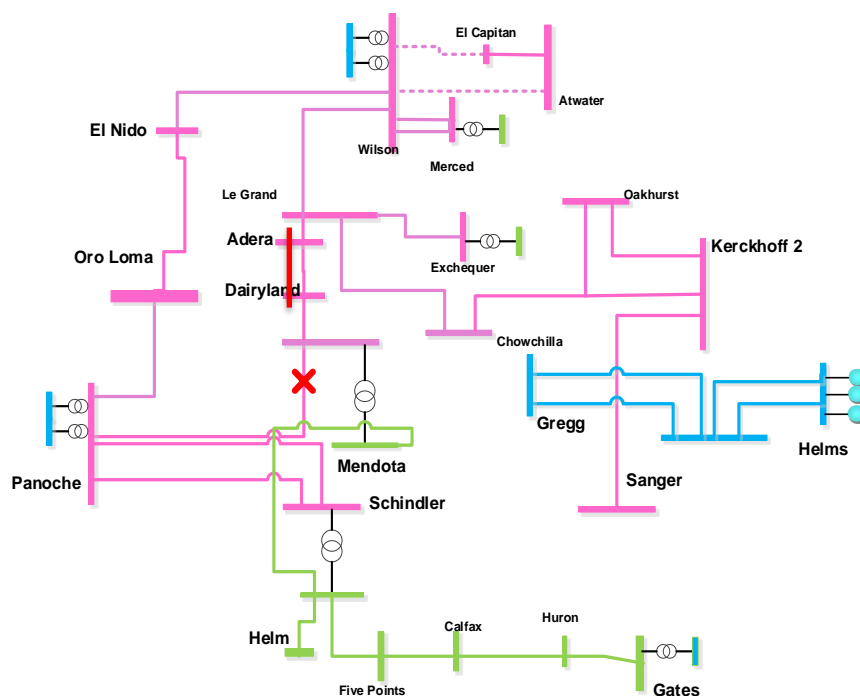 El Capitan
El Nido
Atwater
Wilson
Merced
Le Grand
Oakhurst
Adera
Kerckhoff 2
Oro Loma
Exchequer
Dairyland
Chowchilla
Gregg
Helms
Mendota
Panoche
Sanger
Schindler
Helm
Calfax
Huron
Five Points
Gates